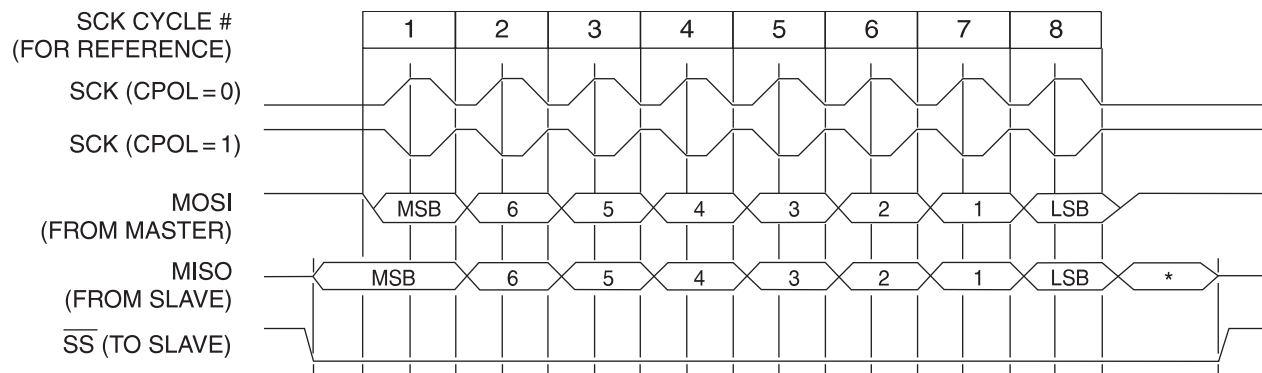 SCK CYCLE #
(FOR REFERENCE)
1 2 3 4 5 6 7 8
SCK (CPOL = 0)
SCK (CPOL = 1)
MOSI
(FROM MASTER)
MSB 6 5 4 3 2 1 LSB
MISO
(FROM SLAVE)
MSB 6 5 4 3 2 1 LSB *
SS (TO SLAVE)